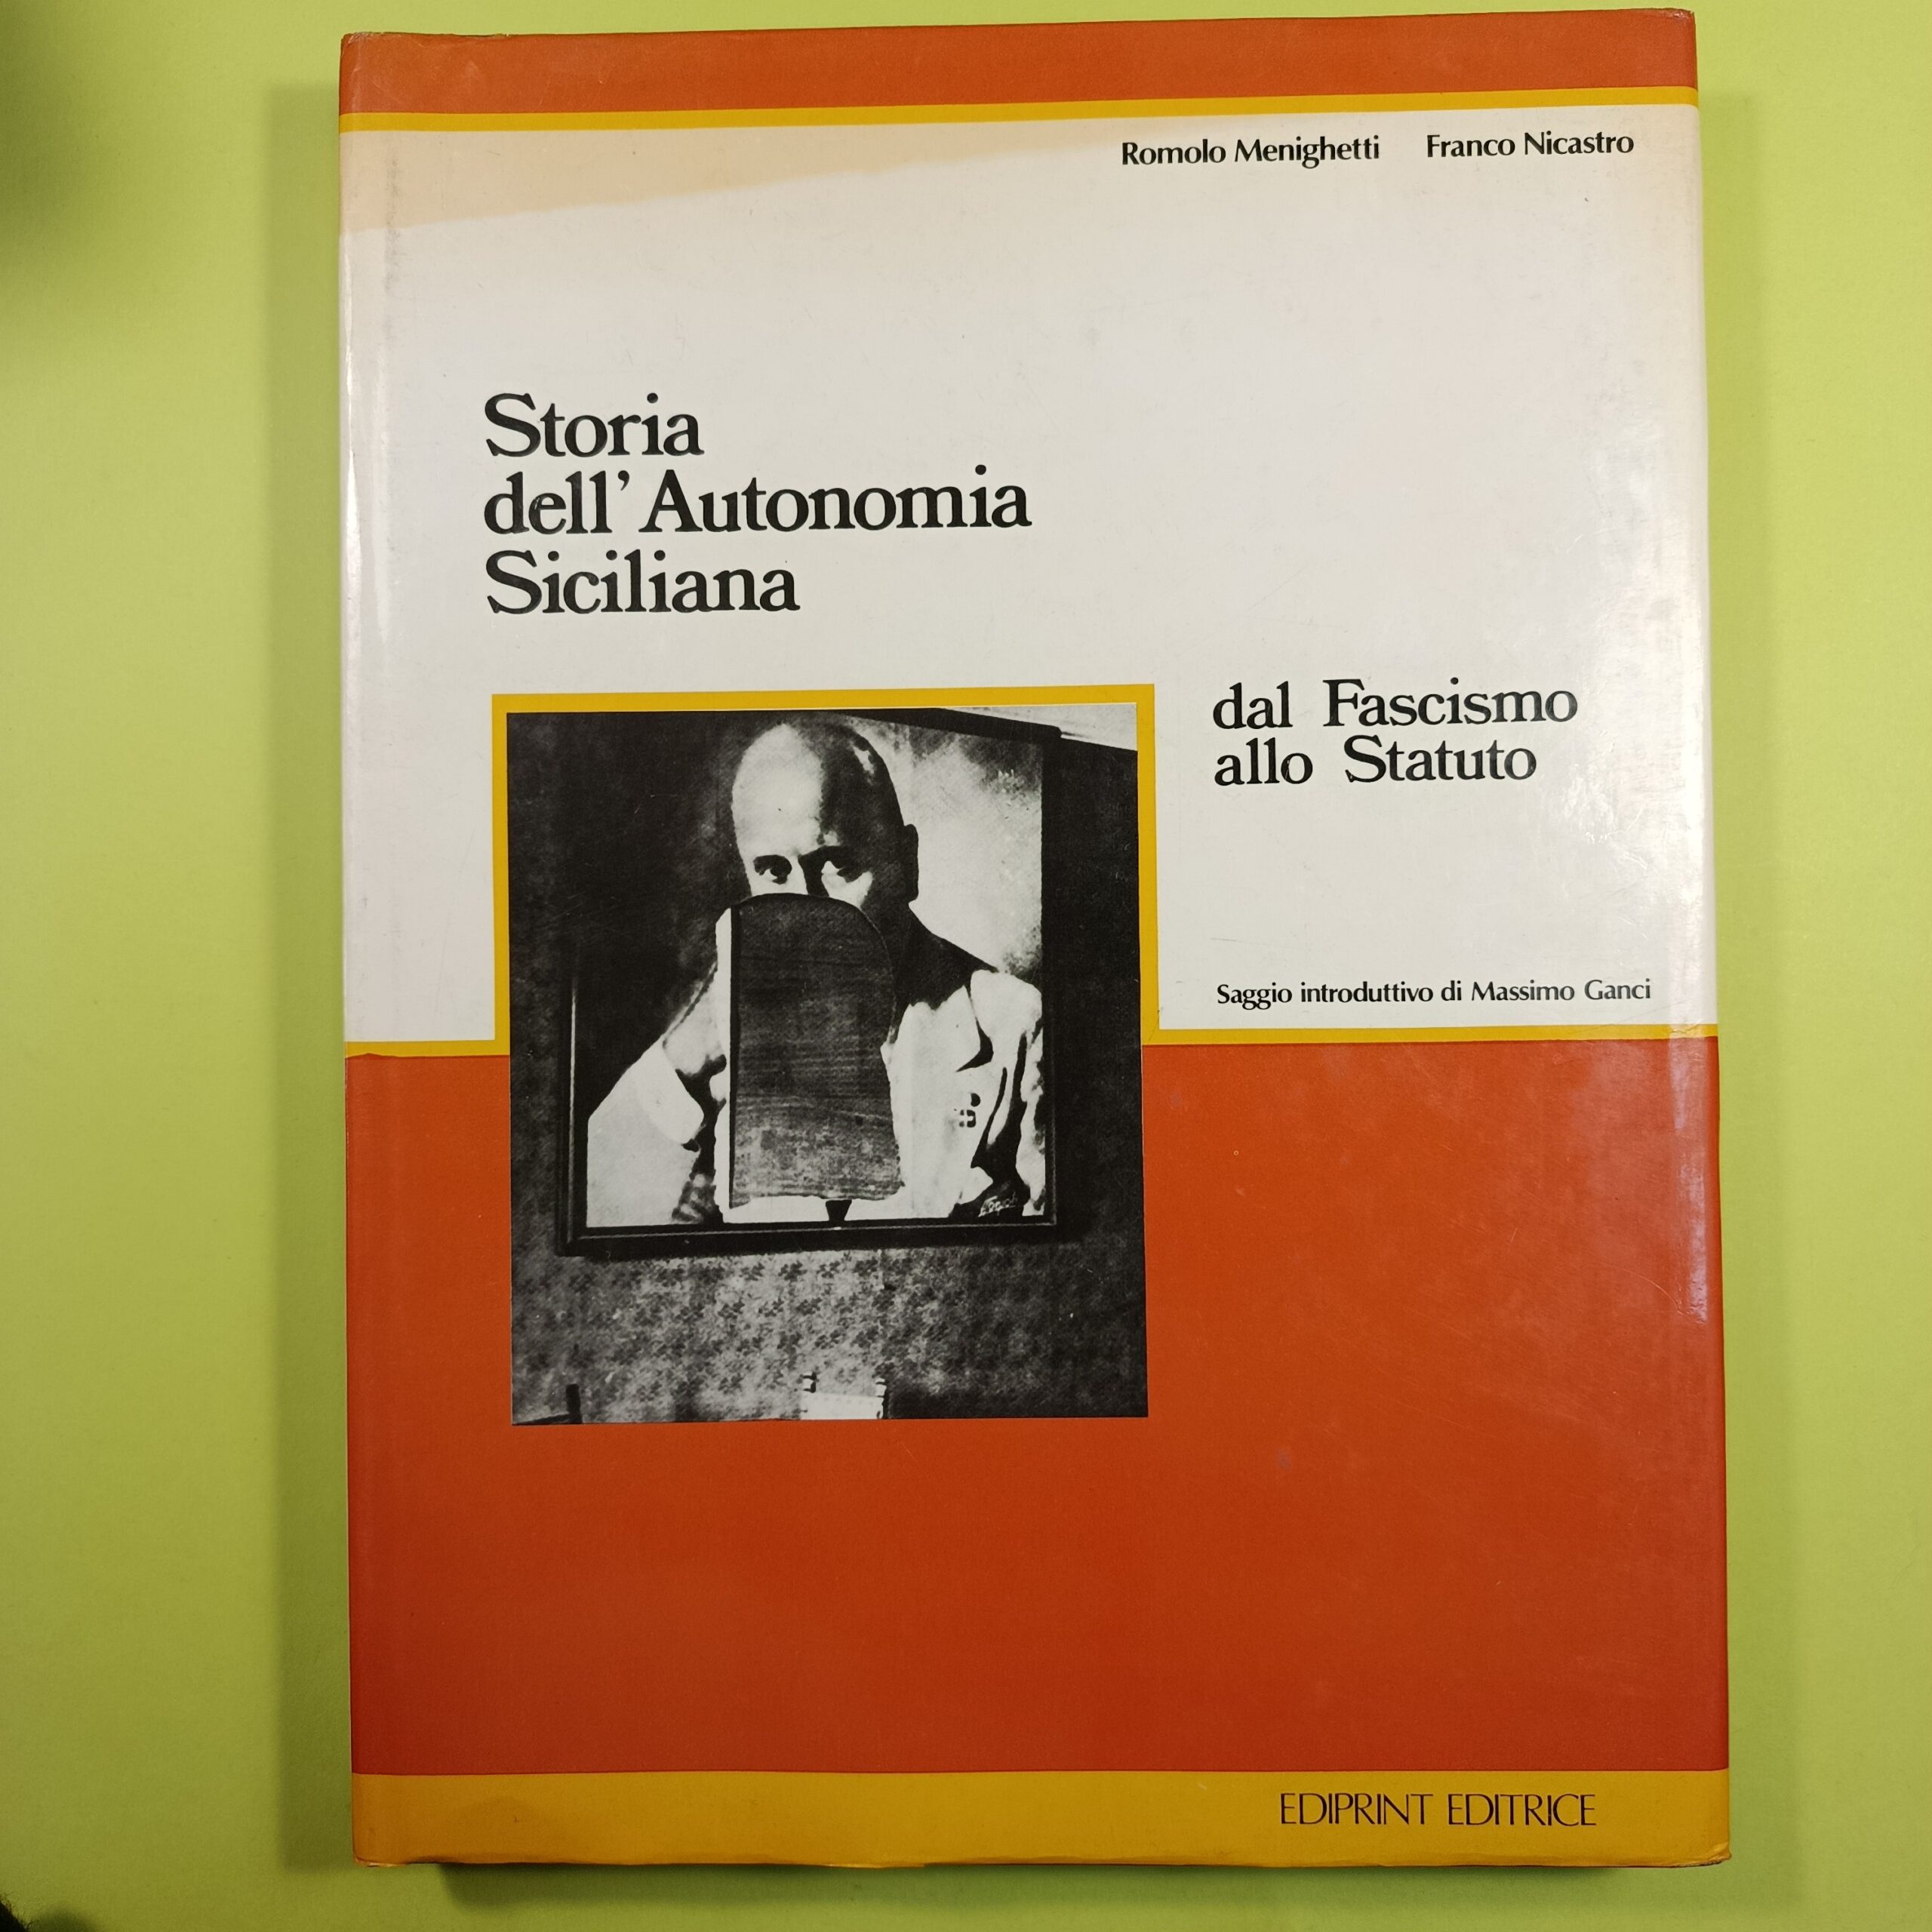 Romolo Menighetti Franco Nicastro
Storia
dell'Autonomia
Siciliana
dal Fascismo
allo Statuto
Saggio introduttivo di Massimo Ganci
EDIPRINT EDITRICE